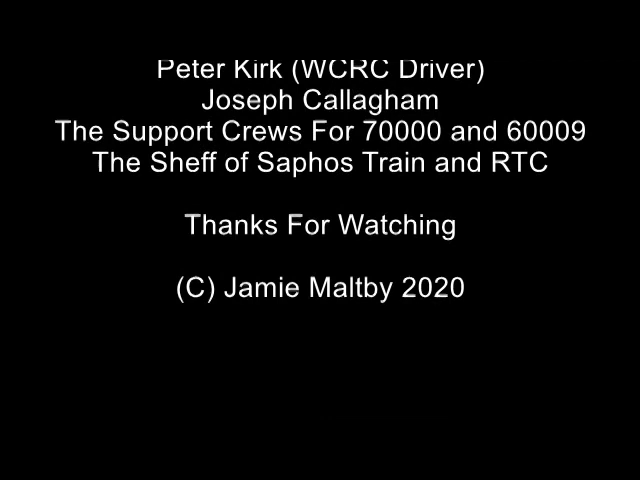 Peter Kirk (WCRC Driver)
Joseph Callagham
The Support Crews For 70000 and 60009
The Sheff of Saphos Train and RTC
Thanks For Watching
(C) Jamie Maltby 2020